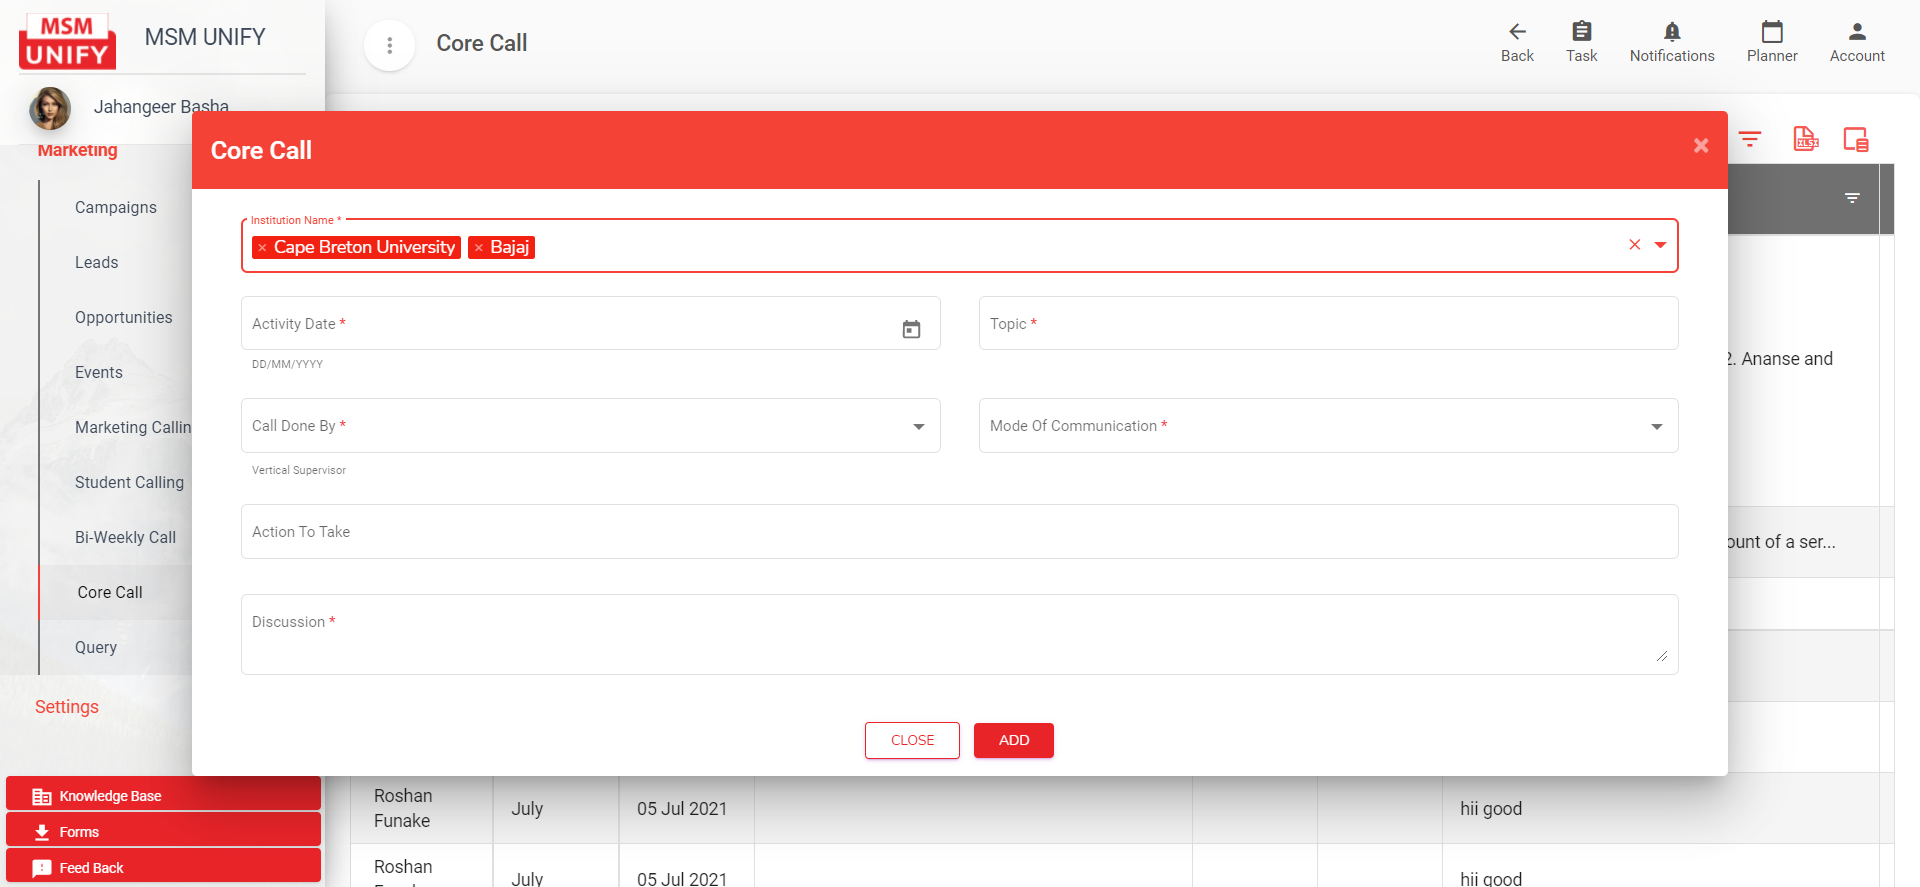 MSM
UNIFY
MSM UNIFY
Core Call
Back
Task
Notifications
Planner
Account
Jahangeer Basha
Marketing
Campaigns
Leads
Opportunities
Events
Marketing Callin
Student Calling
Bi-Weekly Call
Core Call
Query
Settings
Knowledge Base
Forms
Feed Back
Core Call
×
XLSX
Institution Name *
× Cape Breton University × Bajaj
Activity Date *
DD/MM/YYYY
Topic *
Call Done By *
Vertical Supervisor
Mode Of Communication *
Action To Take
Discussion *
CLOSE
ADD
2. Ananse and
ount of a ser...
Roshan
Funake
July
05 Jul 2021
hii good
Roshan
July
05 Jul 2021
hii good